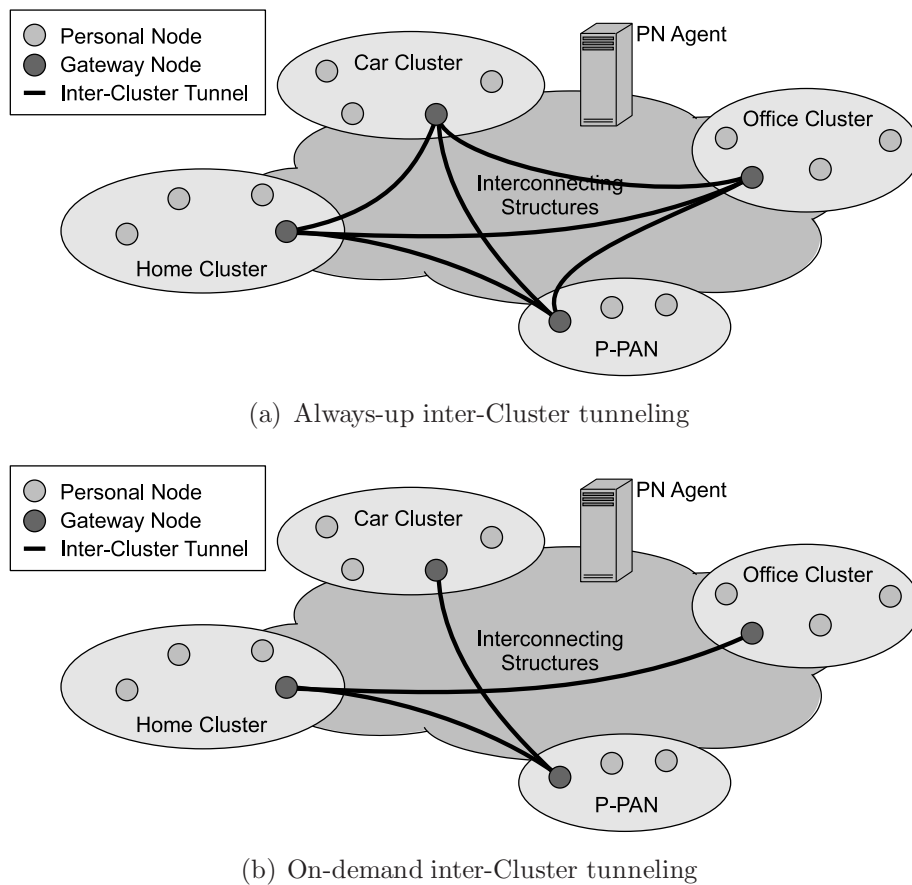 Personal Node
Gateway Node
Inter-Cluster Tunnel
PN Agent
Car Cluster
Office Cluster
Interconnecting
Structures
Home Cluster
P-PAN
(a) Always-up inter-Cluster tunneling
Personal Node
Gateway Node
Inter-Cluster Tunnel
PN Agent
Car Cluster
Office Cluster
Interconnecting
Structures
Home Cluster
P-PAN
(b) On-demand inter-Cluster tunneling